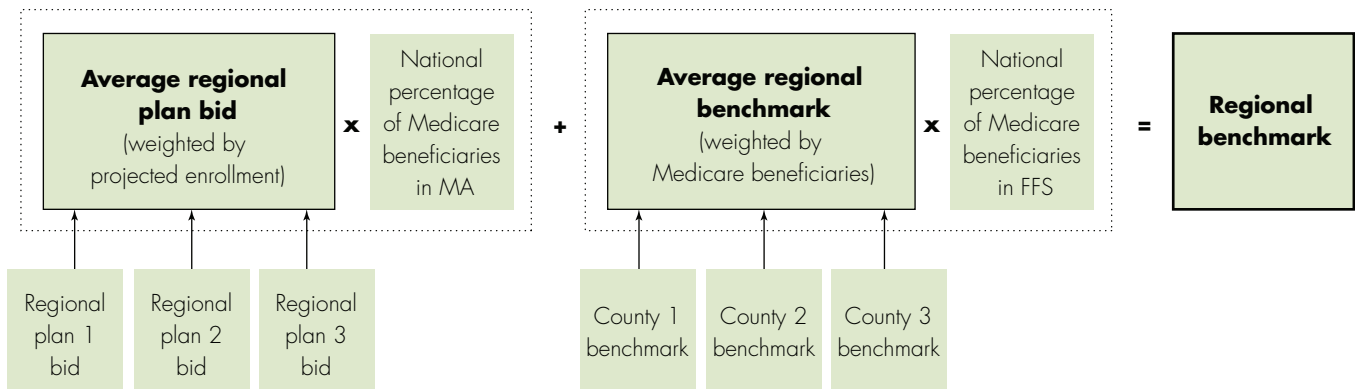 Average regional
plan bid
(weighted by
projected enrollment)
x
National
percentage
of Medicare
beneficiaries
in MA
+
Average regional
benchmark
(weighted by
Medicare beneficiaries)
x
National
percentage
of Medicare
beneficiaries
in FFS
=
Regional
benchmark
Regional
plan 1
bid
Regional
plan 2
bid
Regional
plan 3
bid
County 1
benchmark
County 2
benchmark
County 3
benchmark